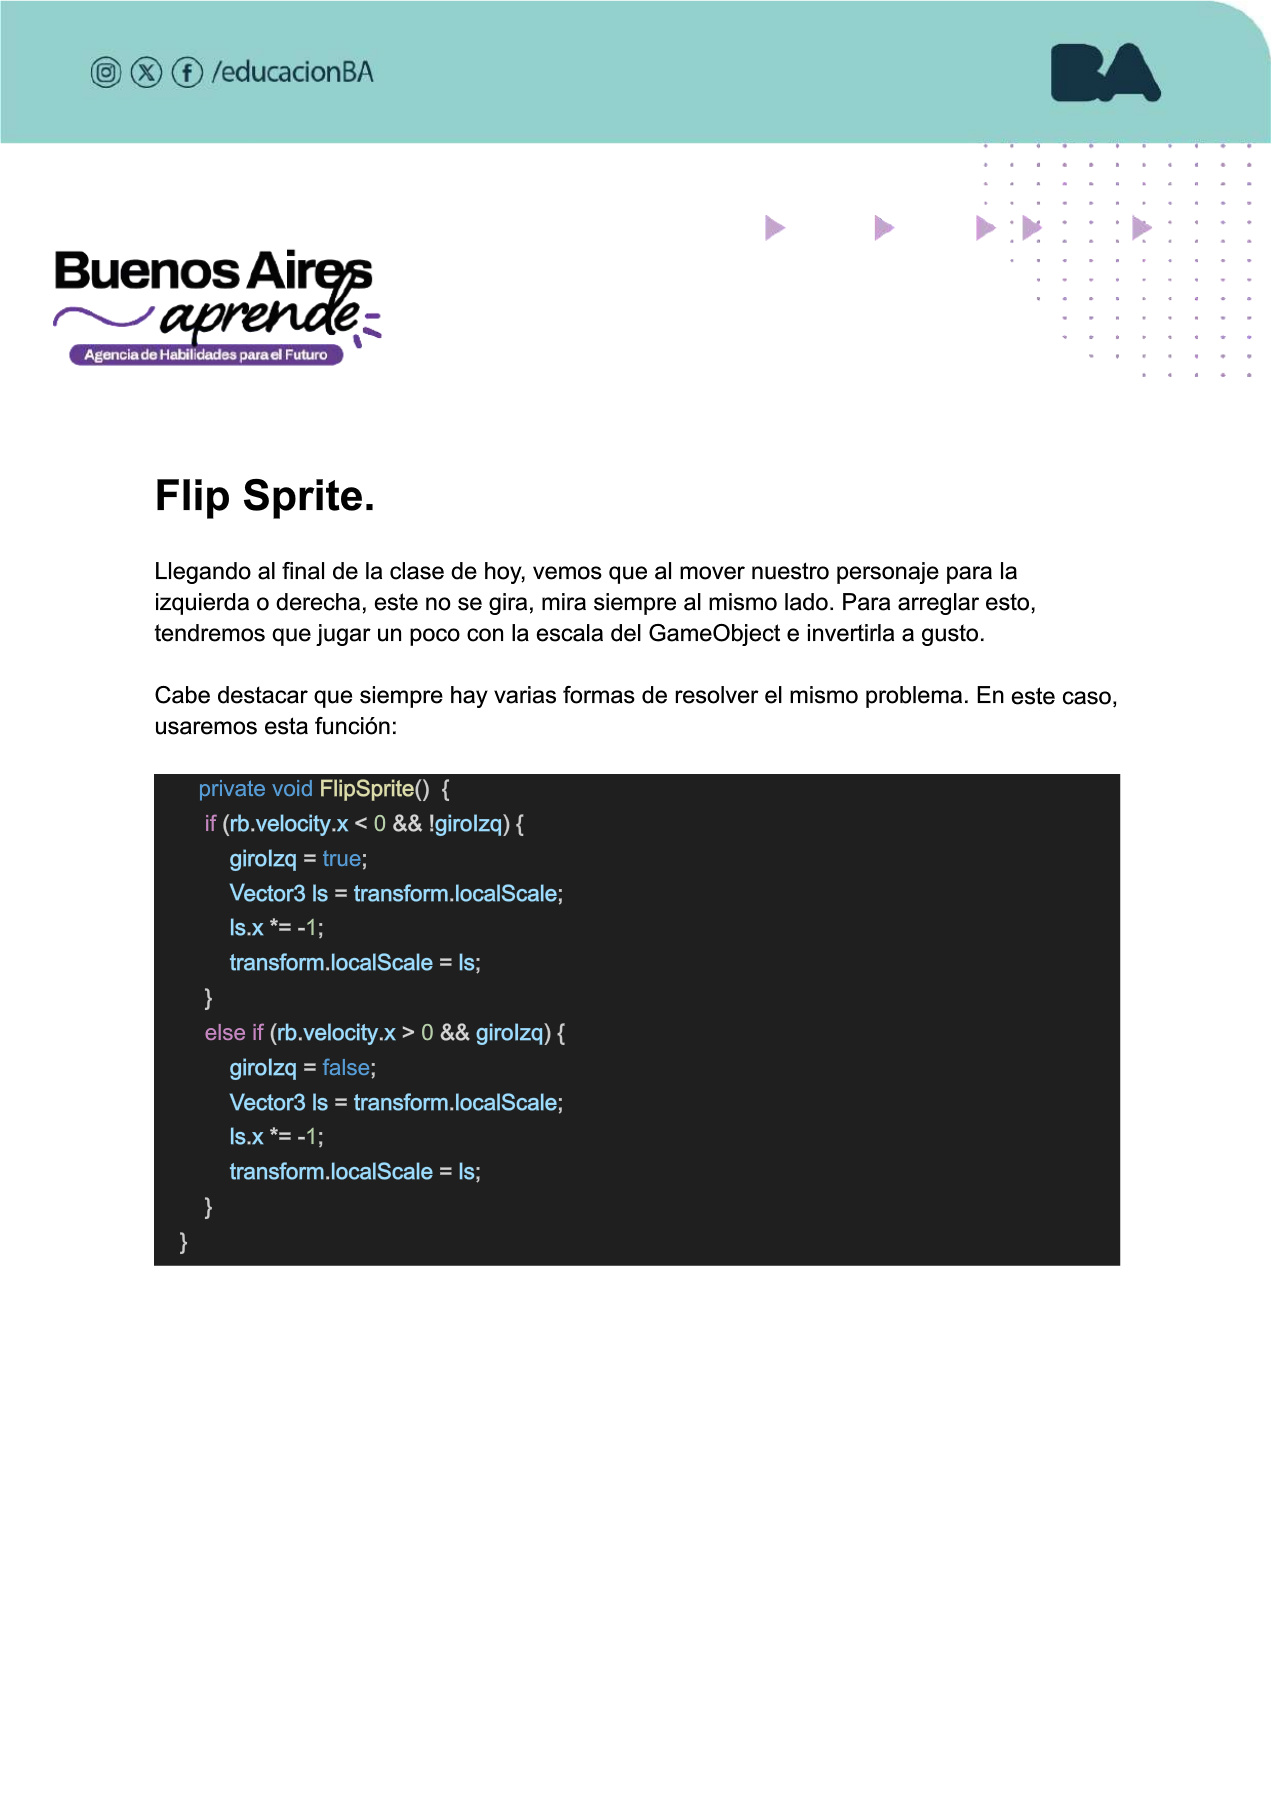 /educacionBA
BA
Buenos Aires
aprende
Agencia de Habilidades para el Futuro
Flip Sprite.
Llegando al final de la clase de hoy, vemos que al mover nuestro personaje para la
izquierda o derecha, este no se gira, mira siempre al mismo lado. Para arreglar esto,
tendremos que jugar un poco con la escala del GameObject e invertirla a gusto.
Cabe destacar que siempre hay varias formas de resolver el mismo problema. En este caso,
usaremos esta función:
private void FlipSprite() {
if (rb.velocity.x < 0 && !giroIzq) {
giroIzq = true;
Vector3 ls = transform.localScale;
ls.x *= -1;
transform.localScale = ls;
}
else if (rb.velocity.x > 0 && giroIzq) {
giroIzq = false;
Vector3 ls = transform.localScale;
ls.x *= -1;
transform.localScale = ls;
}
}